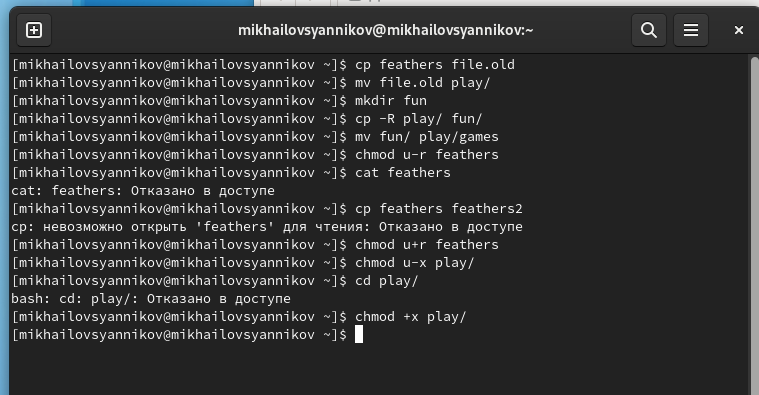 mikhailovsyannikov@mikhailovsyannikov:~
[mikhailovsyannikov@mikhailovsyannikov ~]$ cp feathers file.old
[mikhailovsyannikov@mikhailovsyannikov ~]$ mv file.old play/
[mikhailovsyannikov@mikhailovsyannikov ~]$ mkdir fun
[mikhailovsyannikov@mikhailovsyannikov ~]$ cp -R play/ fun/
[mikhailovsyannikov@mikhailovsyannikov ~]$ mv fun/ play/games
[mikhailovsyannikov@mikhailovsyannikov ~]$ chmod u-r feathers
[mikhailovsyannikov@mikhailovsyannikov ~]$ cat feathers
cat: feathers: Отказано в доступе
[mikhailovsyannikov@mikhailovsyannikov ~]$ cp feathers feathers2
cp: невозможно открыть 'feathers' для чтения: Отказано в доступе
[mikhailovsyannikov@mikhailovsyannikov ~]$ chmod u+r feathers
[mikhailovsyannikov@mikhailovsyannikov ~]$ chmod u-x play/
[mikhailovsyannikov@mikhailovsyannikov ~]$ cd play/
bash: cd: play/: Отказано в доступе
[mikhailovsyannikov@mikhailovsyannikov ~]$ chmod +x play/
[mikhailovsyannikov@mikhailovsyannikov ~]$